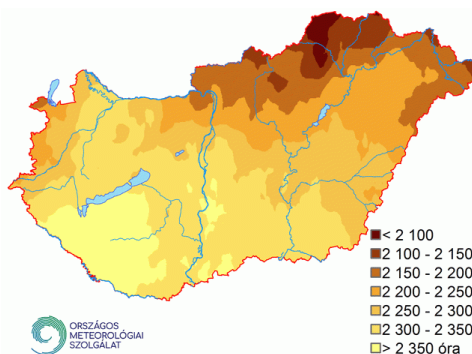 < 2 100
2 100 - 2 150
2 150 - 2 200
2 200 - 2 250
2 250 - 2 300
2 300 - 2 350
> 2 350 óra
ORSZÁGOS
METEOROLÓGIAI
SZOLGÁLAT